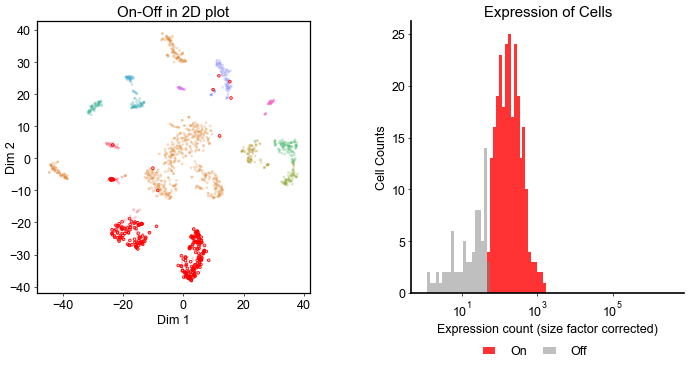 On-Off in 2D plot
40
30
20
10
0
−10
−20
−30
−40
Dim 2
−40
−20
0
20
40
Dim 1
Expression of Cells
25
20
15
10
5
0
Cell Counts
10^1
10^3
10^5
Expression count (size factor corrected)
On
Off